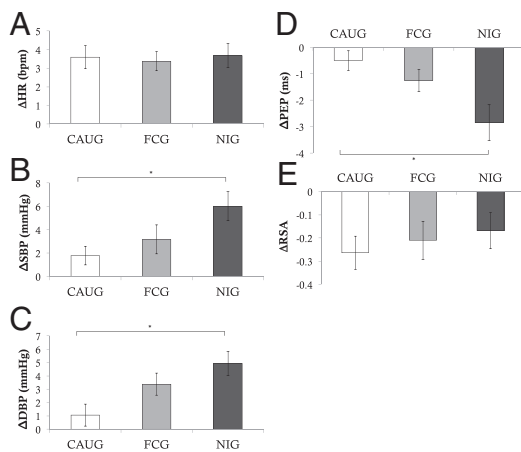 A
ΔHR (bpm)
5
4
3
2
1
0
CAUG FCG NIG
B
*
ΔSBP (mmHg)
8
6
4
2
0
CAUG FCG NIG
C
*
ΔDBP (mmHg)
7
6
5
4
3
2
1
0
CAUG FCG NIG
D
CAUG FCG NIG
ΔPEP (ms)
0
-1
-2
-3
-4
*
E
CAUG FCG NIG
ΔRSA
0
-0.1
-0.2
-0.3
-0.4